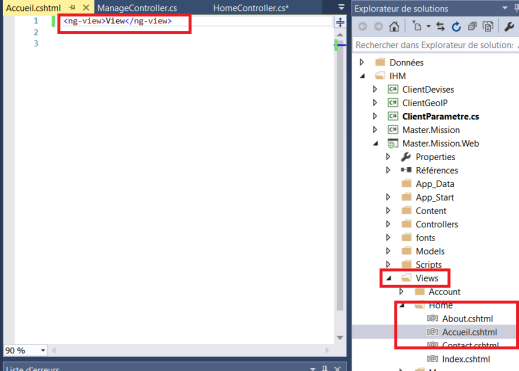 Accueil.cshtml ManageController.cs HomeController.cs*
1 <ng-view>View</ng-view>
2
3
90 %
Liste d'erreurs
Explorateur de solutions
Rechercher dans Explorateur de solution:
Données
IHM
C# ClientDevises
C# ClientGeoIP
C# ClientParametre.cs
C# Master.Mission
Master.Mission.Web
Properties
Références
App_Data
App_Start
Content
Controllers
fonts
Models
Scripts
Views
Account
Home
[@] About.cshtml
[@] Accueil.cshtml
[@] Contact.cshtml
[@] Index.cshtml